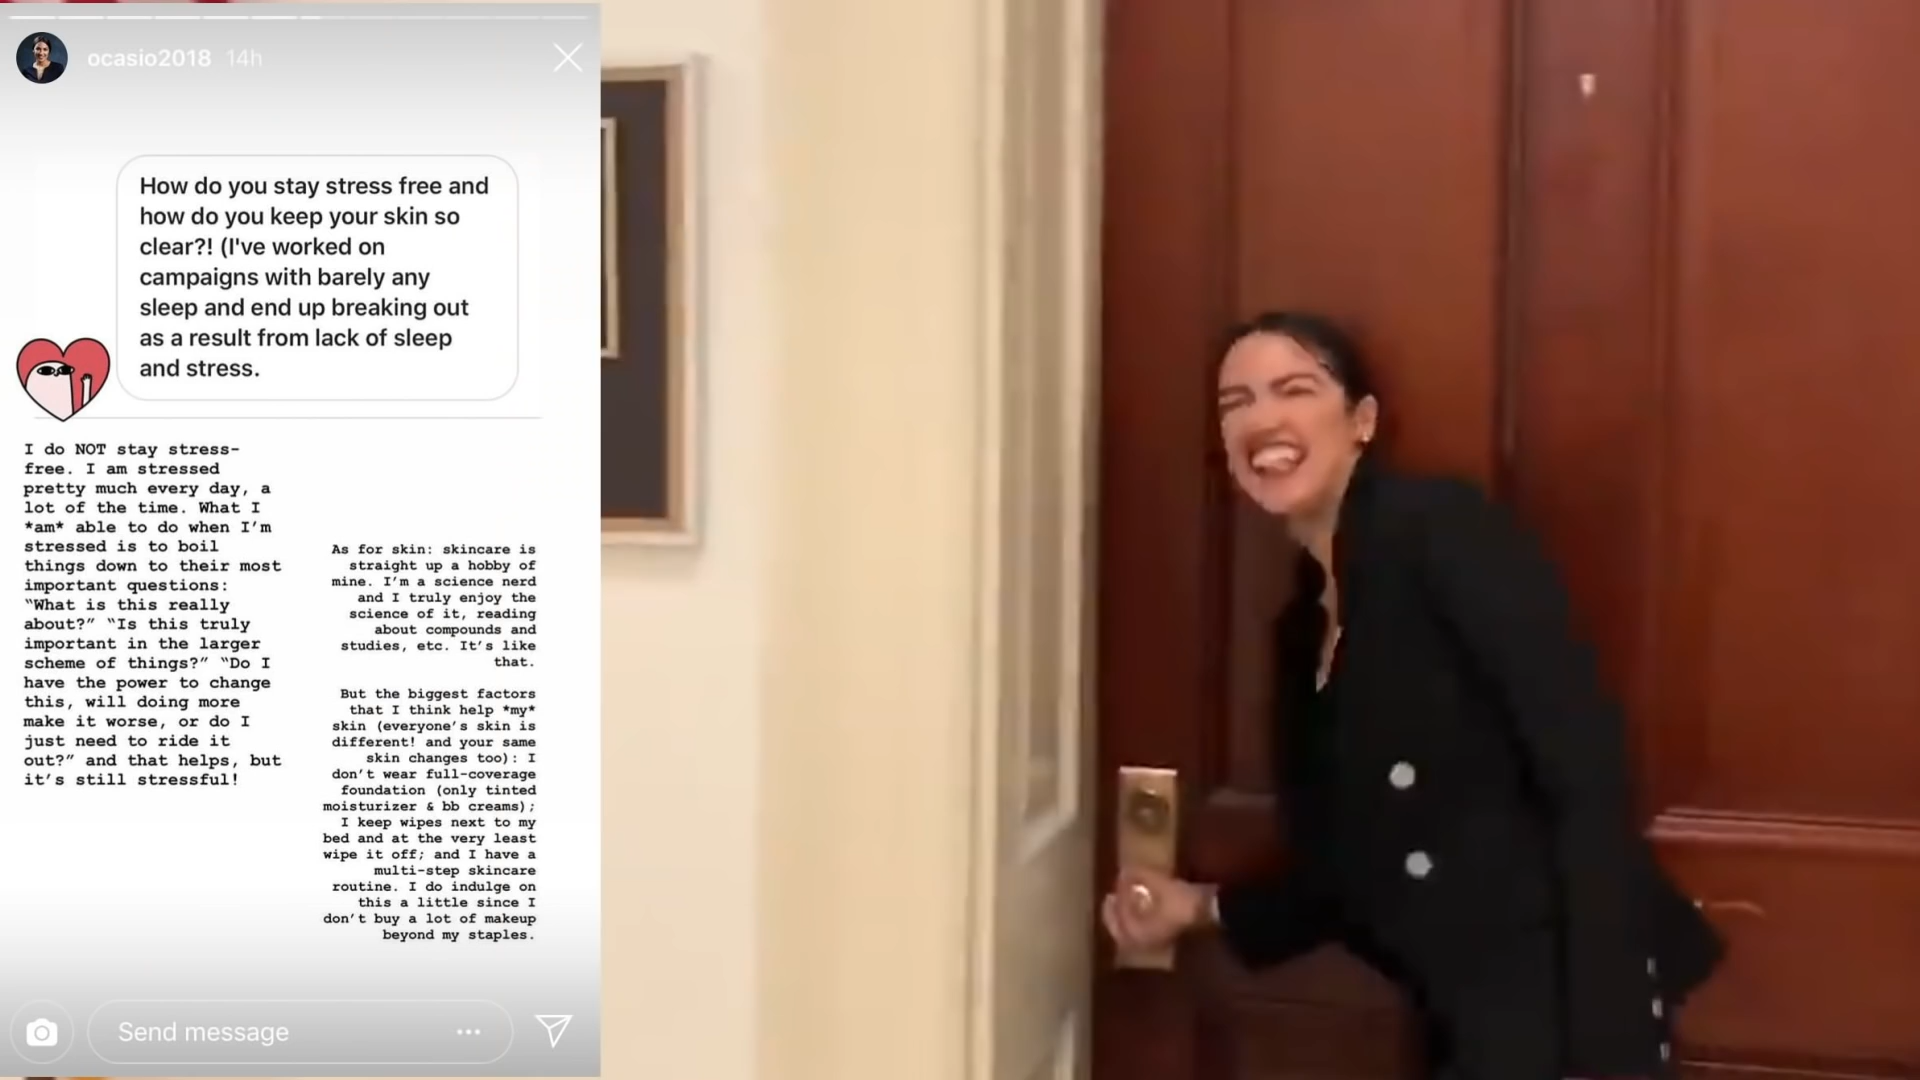 ocasio2018 14h
How do you stay stress free and
how do you keep your skin so
clear?! (I've worked on
campaigns with barely any
sleep and end up breaking out
as a result from lack of sleep
and stress.
I do NOT stay stress-
free. I am stressed
pretty much every day, a
lot of the time. What I
*am* able to do when I’m
stressed is to boil
things down to their most
important questions:
“What is this really
about?” “Is this truly
important in the larger
scheme of things?” “Do I
have the power to change
this, will doing more
make it worse, or do I
just need to ride it
out?” and that helps, but
it’s still stressful!
As for skin: skincare is
straight up a hobby of
mine. I’m a science nerd
and I truly enjoy the
science of it, reading
about compounds and
studies, etc. It’s like
that.
But the biggest factors
that I think help *my*
skin (everyone’s skin is
different! and your same
skin changes too): I
don’t wear full-coverage
foundation (only tinted
moisturizer & bb creams);
I keep wipes next to my
bed and at the very least
wipe it off; and I have a
multi-step skincare
routine. I do indulge on
this a little since I
don’t buy a lot of makeup
beyond my staples.
Send message